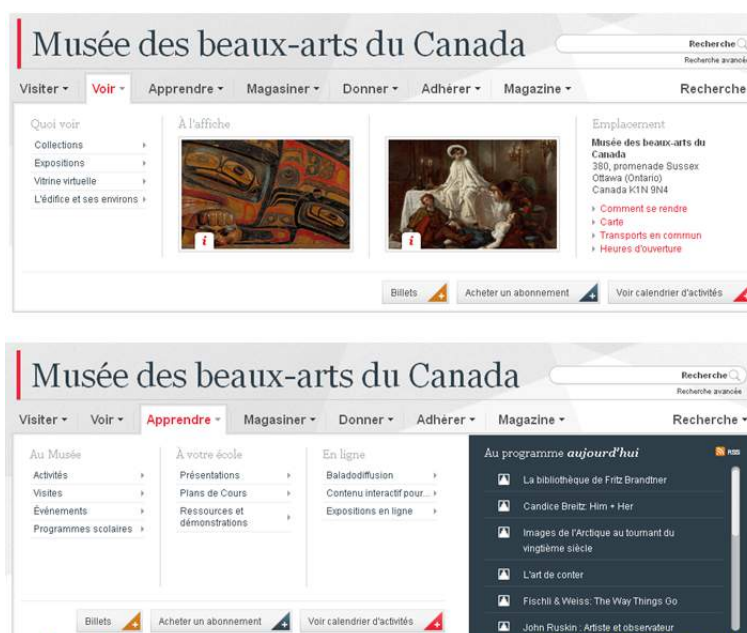 Musée des beaux-arts du Canada
Recherche
Recherche avancée
Visiter Voir Apprendre Magasiner Donner Adhérer Magazine Recherche
Quoi voir
Collections
Expositions
Vitrine virtuelle
L'édifice et ses environs
À l'affiche
i
i
Emplacement
Musée des beaux-arts du
Canada
380, promenade Sussex
Ottawa (Ontario)
Canada K1N 9N4
Comment se rendre
Carte
Transports en commun
Heures d'ouverture
Billets Acheter un abonnement Voir calendrier d'activités
Musée des beaux-arts du Canada
Recherche
Recherche avancée
Visiter Voir Apprendre Magasiner Donner Adhérer Magazine Recherche
Au Musée
Activités
Visites
Événements
Programmes scolaires
À votre école
Présentations
Plans de Cours
Ressources et
démonstrations
En ligne
Baladodiffusion
Contenu interactif pour...
Expositions en ligne
Au programme aujourd'hui
RSS
La bibliothèque de Fritz Brandtner
Candice Breitz: Him + Her
Images de l'Arctique au tournant du
vingtième siècle
L'art de conter
Fischli & Weiss: The Way Things Go
John Ruskin : Artiste et observateur
Billets Acheter un abonnement Voir calendrier d'activités